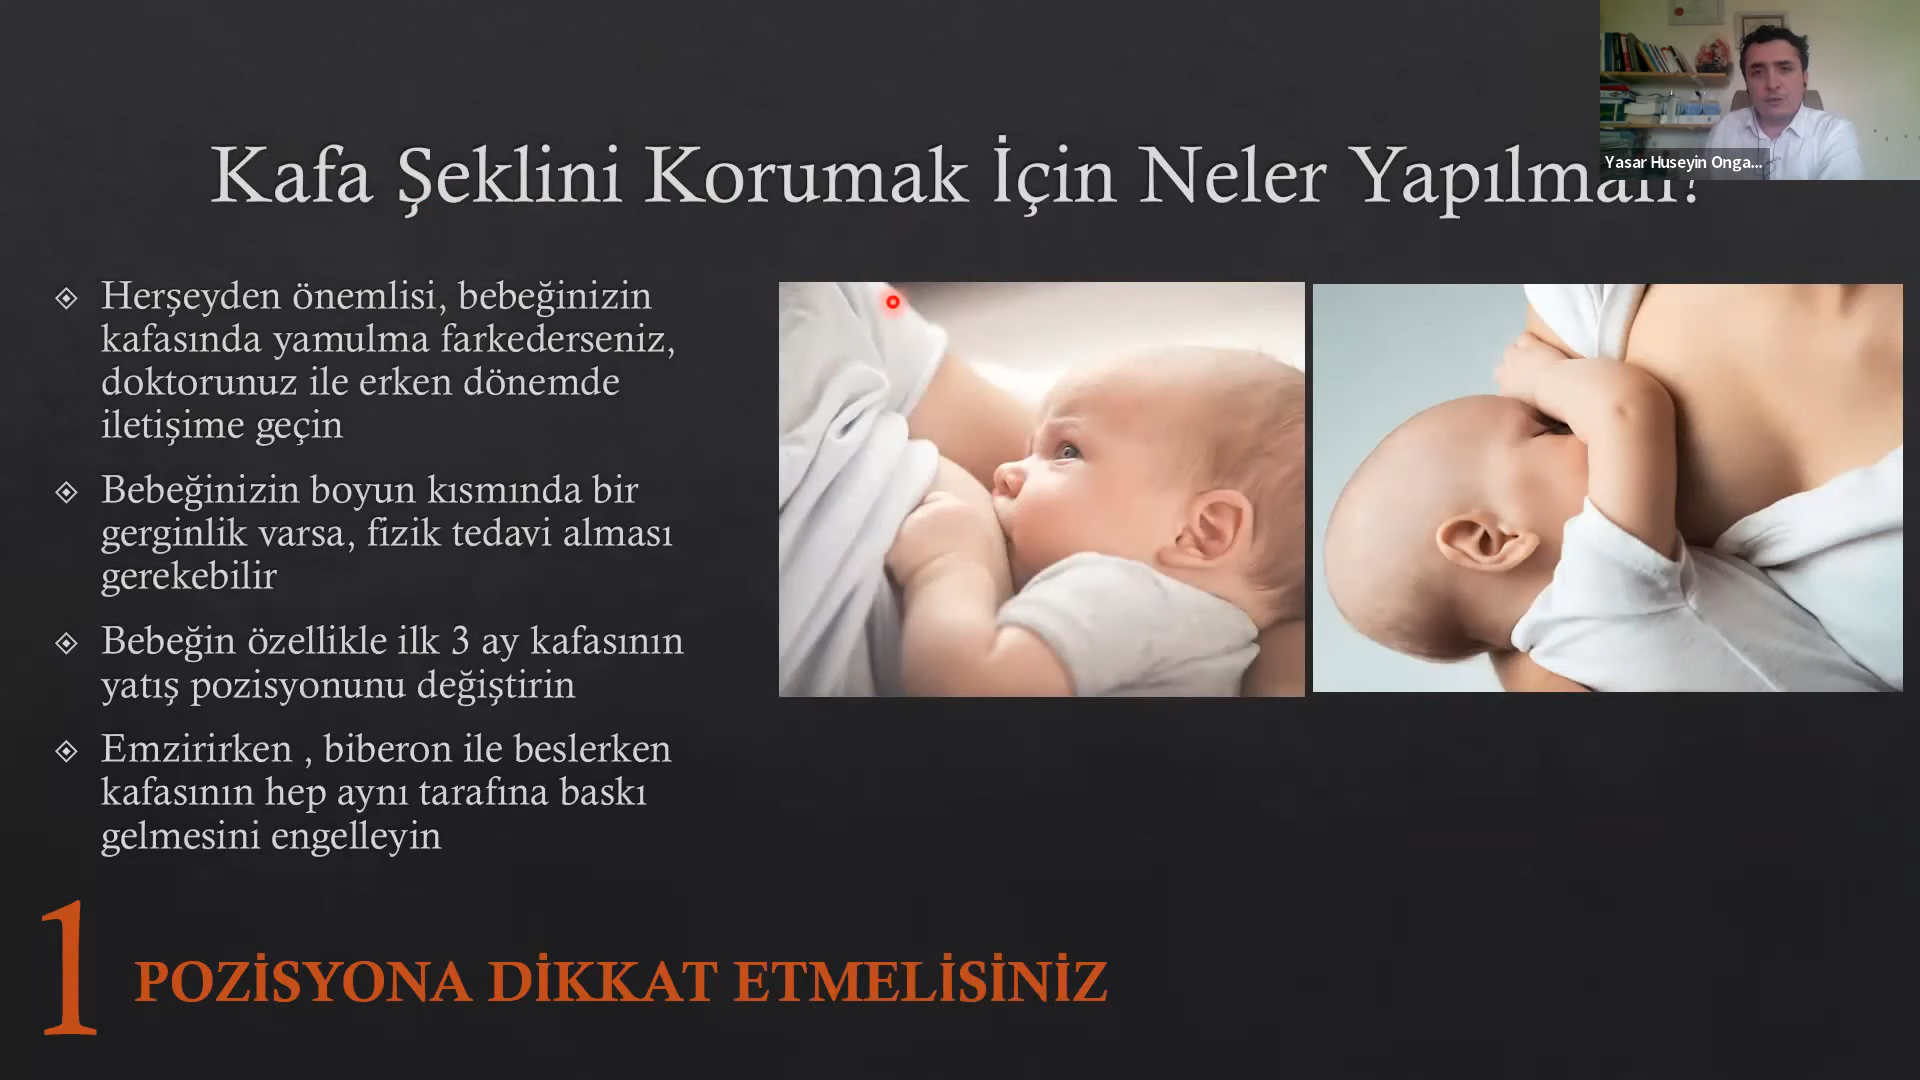 Yasar Huseyin Onga...
Kafa Şeklini Korumak İçin Neler Yapılmalı?
Herşeyden önemlisi, bebeğinizin
kafasında yamulma farkederseniz,
doktorunuz ile erken dönemde
iletişime geçin
Bebeğinizin boyun kısmında bir
gerginlik varsa, fizik tedavi alması
gerekebilir
Bebeğin özellikle ilk 3 ay kafasının
yatış pozisyonunu değiştirin
Emzirirken , biberon ile beslerken
kafasının hep aynı tarafına baskı
gelmesini engelleyin
1 POZİSYONA DİKKAT ETMELİSİNİZ